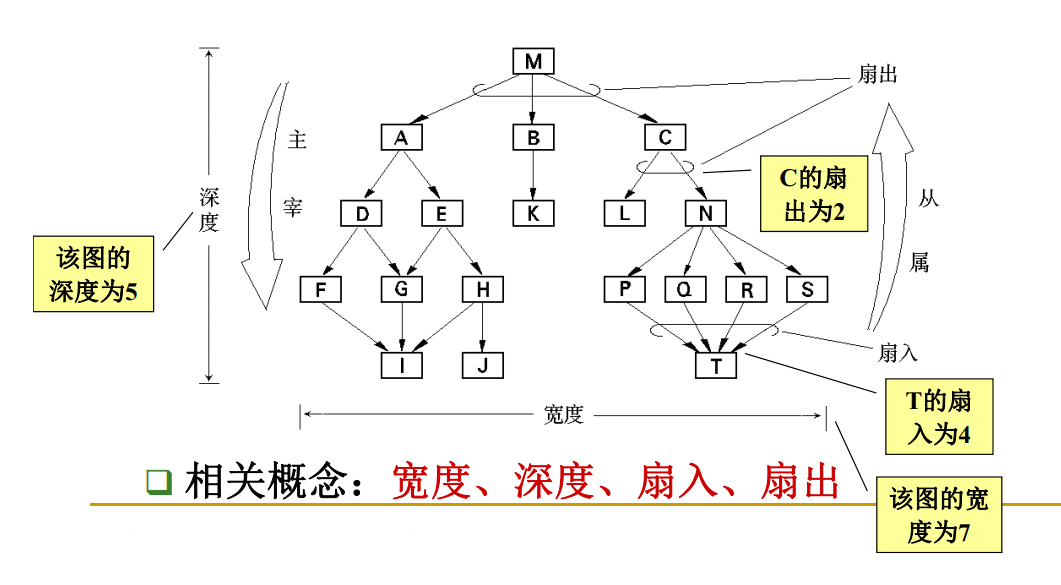 M
扇出
主
A
B
C
C的扇
出为2
深
度
宰
D
E
K
L
N
从
属
该图的
深度为5
F
G
H
P
Q
R
S
扇入
I
J
T
T的扇
入为4
宽度
❑ 相关概念：宽度、深度、扇入、扇出
该图的宽
度为7